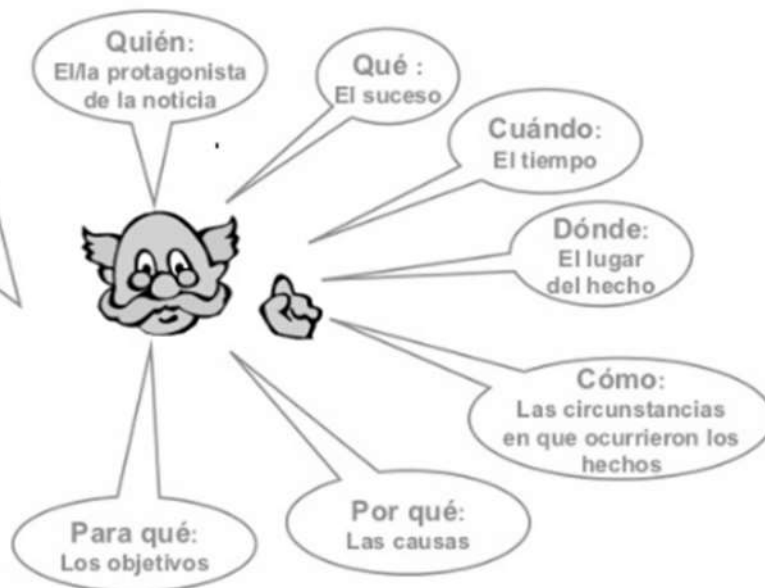 Quién:
El/la protagonista
de la noticia
Qué :
El suceso
Cuándo:
El tiempo
Dónde:
El lugar
del hecho
Cómo:
Las circunstancias
en que ocurrieron los
hechos
Por qué:
Las causas
Para qué:
Los objetivos